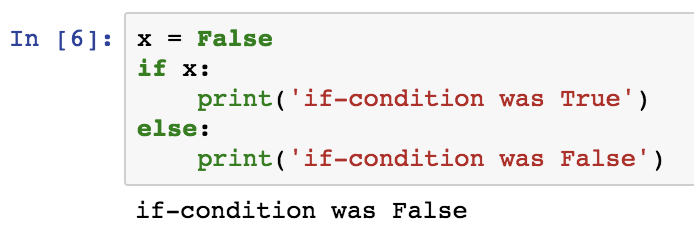 In [6]: x = False
if x:
    print('if-condition was True')
else:
    print('if-condition was False')
if-condition was False